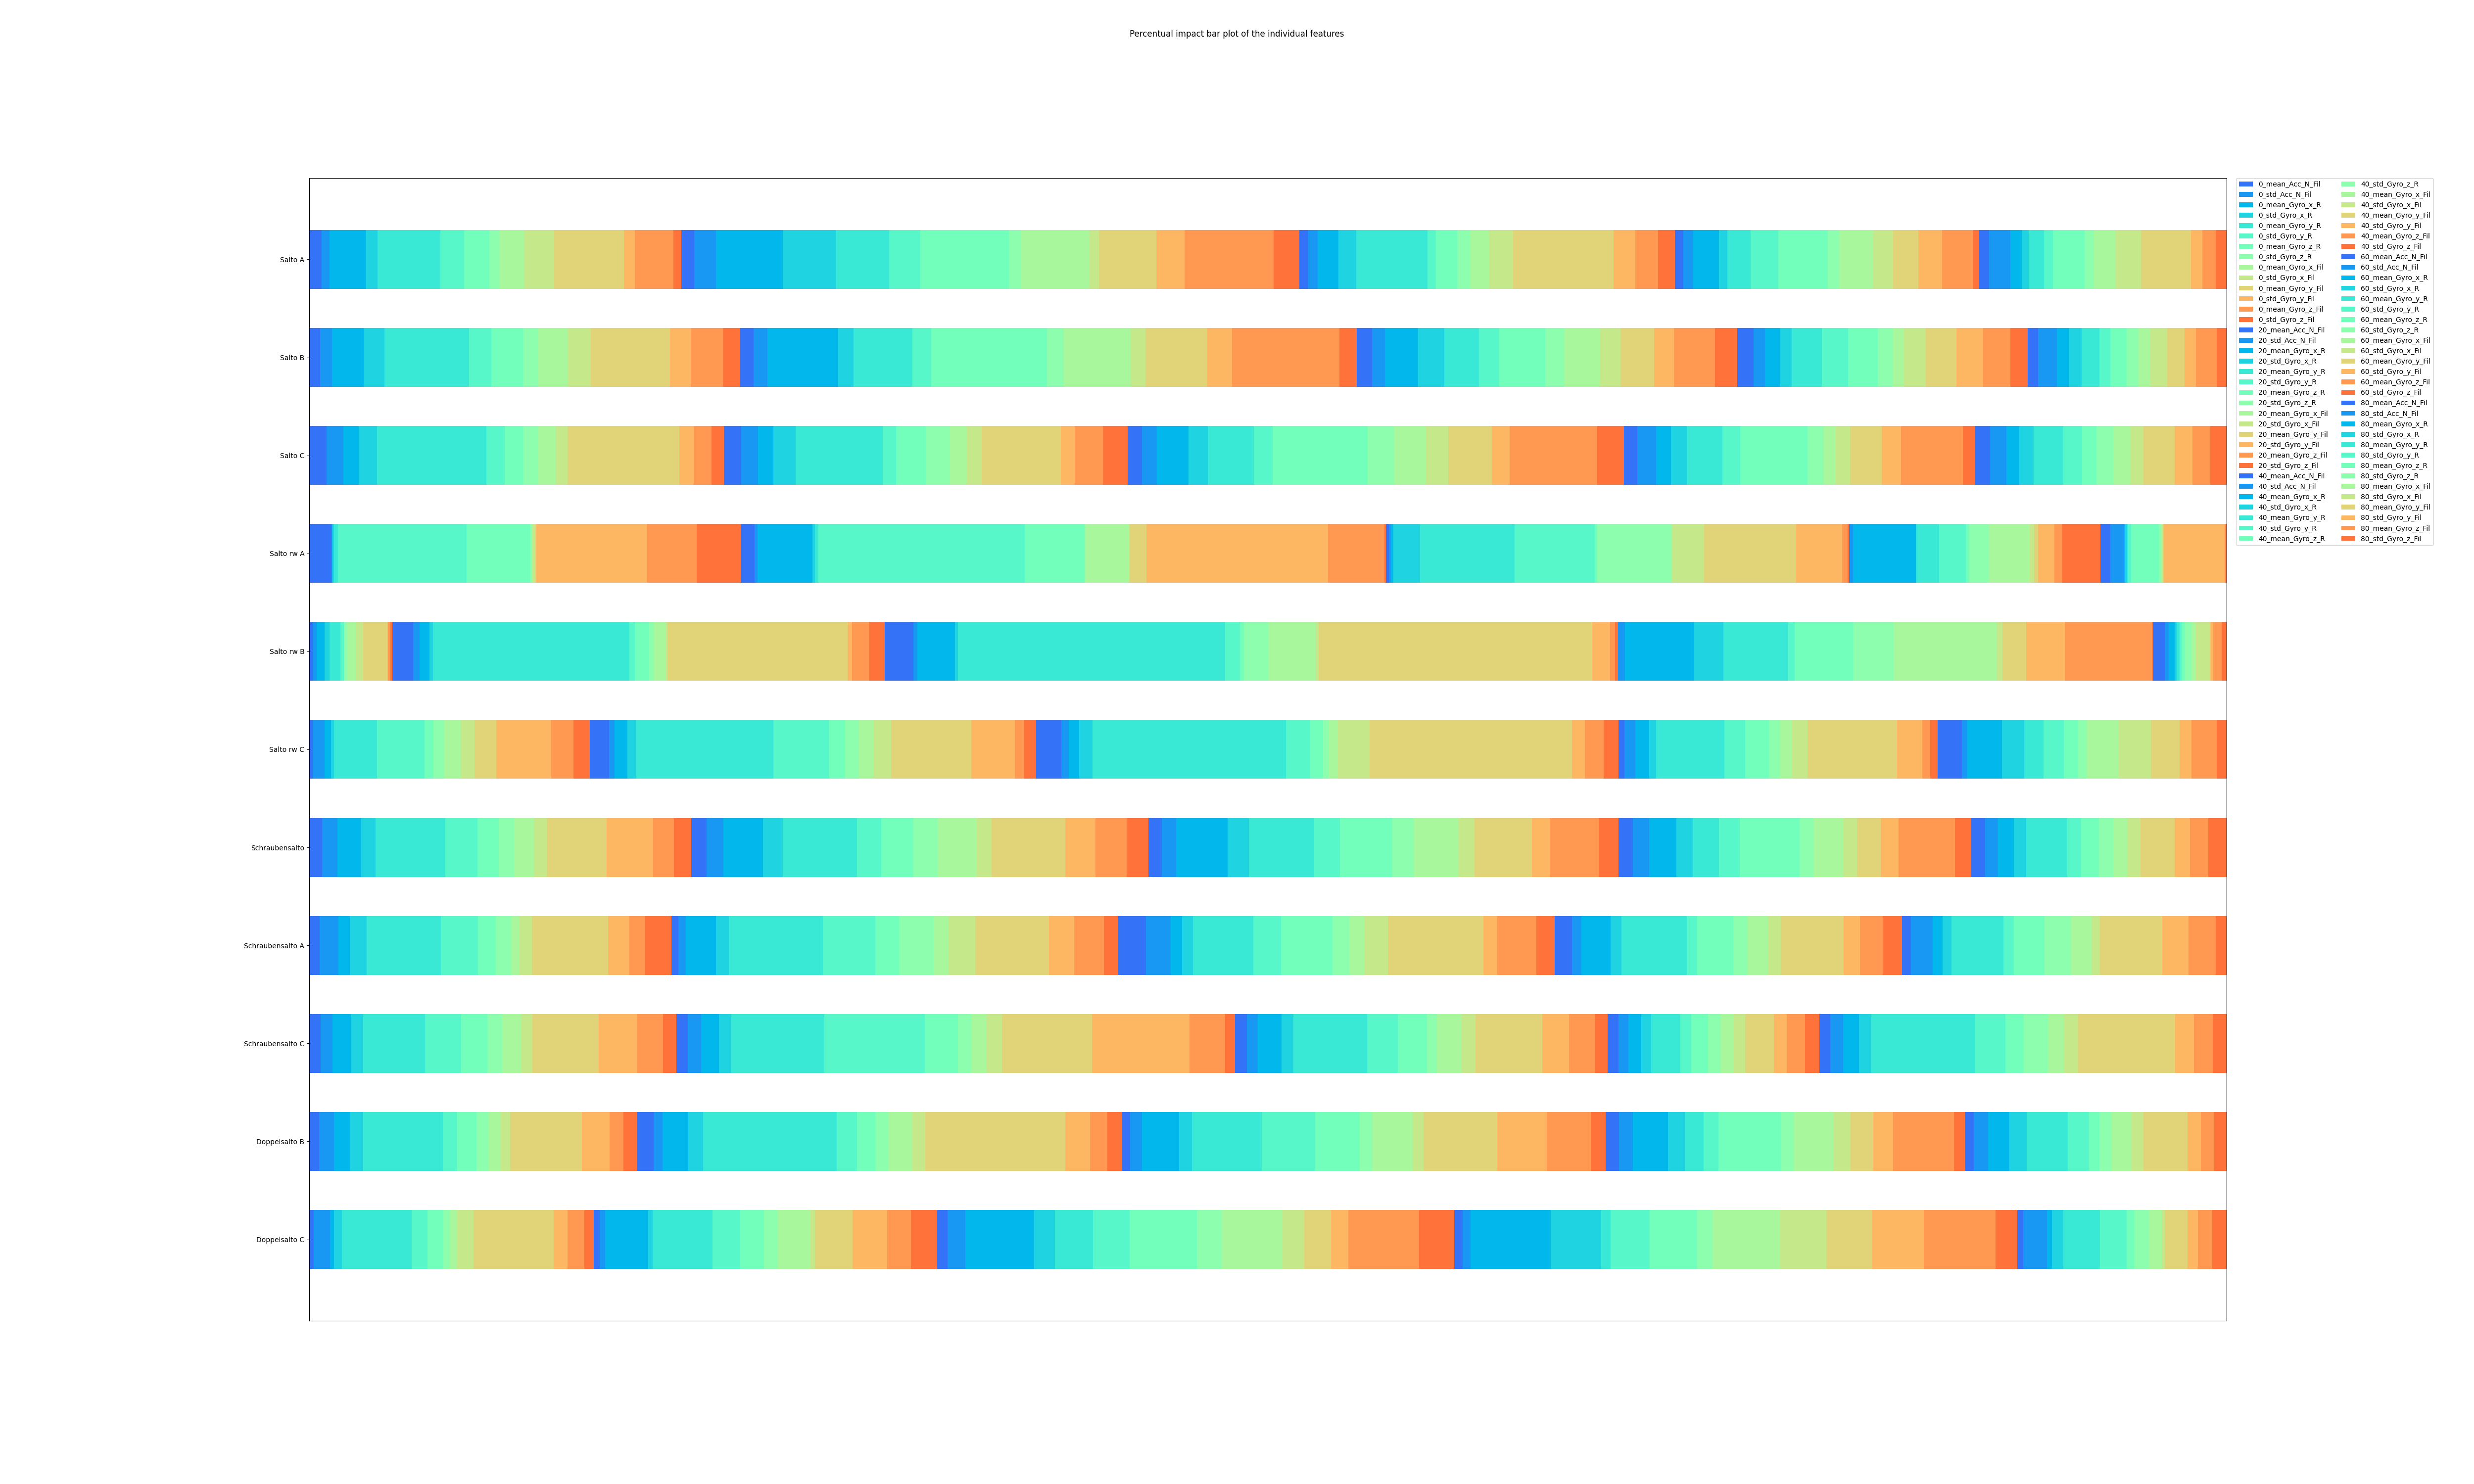 Percentual impact bar plot of the individual features
Salto A
Salto B
Salto C
Salto rw A
Salto rw B
Salto rw C
Schraubensalto
Schraubensalto A
Schraubensalto C
Doppelsalto B
Doppelsalto C
0_mean_Acc_N_Fil
0_std_Acc_N_Fil
0_mean_Gyro_x_R
0_std_Gyro_x_R
0_mean_Gyro_y_R
0_std_Gyro_y_R
0_mean_Gyro_z_R
0_std_Gyro_z_R
0_mean_Gyro_x_Fil
0_std_Gyro_x_Fil
0_mean_Gyro_y_Fil
0_std_Gyro_y_Fil
0_mean_Gyro_z_Fil
0_std_Gyro_z_Fil
20_mean_Acc_N_Fil
20_std_Acc_N_Fil
20_mean_Gyro_x_R
20_std_Gyro_x_R
20_mean_Gyro_y_R
20_std_Gyro_y_R
20_mean_Gyro_z_R
20_std_Gyro_z_R
20_mean_Gyro_x_Fil
20_std_Gyro_x_Fil
20_mean_Gyro_y_Fil
20_std_Gyro_y_Fil
20_mean_Gyro_z_Fil
20_std_Gyro_z_Fil
40_mean_Acc_N_Fil
40_std_Acc_N_Fil
40_mean_Gyro_x_R
40_std_Gyro_x_R
40_mean_Gyro_y_R
40_std_Gyro_y_R
40_mean_Gyro_z_R
40_std_Gyro_z_R
40_mean_Gyro_x_Fil
40_std_Gyro_x_Fil
40_mean_Gyro_y_Fil
40_std_Gyro_y_Fil
40_mean_Gyro_z_Fil
40_std_Gyro_z_Fil
60_mean_Acc_N_Fil
60_std_Acc_N_Fil
60_mean_Gyro_x_R
60_std_Gyro_x_R
60_mean_Gyro_y_R
60_std_Gyro_y_R
60_mean_Gyro_z_R
60_std_Gyro_z_R
60_mean_Gyro_x_Fil
60_std_Gyro_x_Fil
60_mean_Gyro_y_Fil
60_std_Gyro_y_Fil
60_mean_Gyro_z_Fil
60_std_Gyro_z_Fil
80_mean_Acc_N_Fil
80_std_Acc_N_Fil
80_mean_Gyro_x_R
80_std_Gyro_x_R
80_mean_Gyro_y_R
80_std_Gyro_y_R
80_mean_Gyro_z_R
80_std_Gyro_z_R
80_mean_Gyro_x_Fil
80_std_Gyro_x_Fil
80_mean_Gyro_y_Fil
80_std_Gyro_y_Fil
80_mean_Gyro_z_Fil
80_std_Gyro_z_Fil